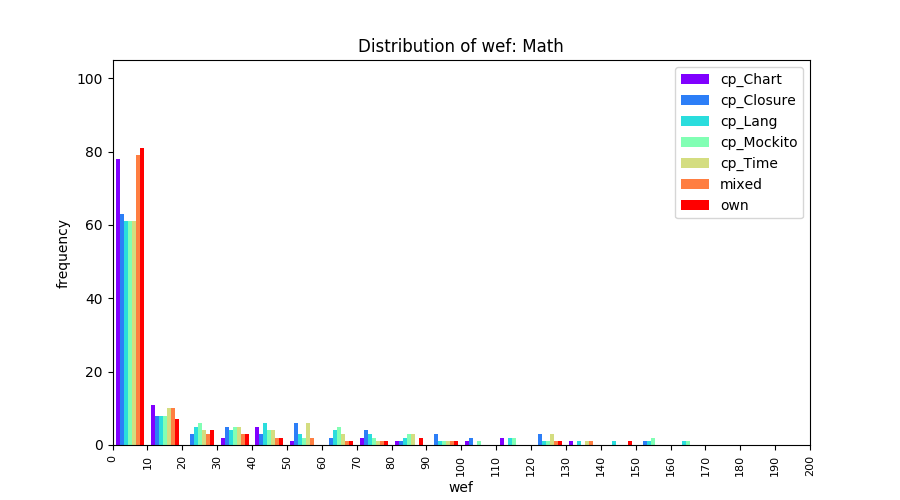 Distribution of wef: Math
100
80
60
40
20
0
frequency
cp_Chart
cp_Closure
cp_Lang
cp_Mockito
cp_Time
mixed
own
0 10 20 30 40 50 60 70 80 90 100 110 120 130 140 150 160 170 180 190 200
wef